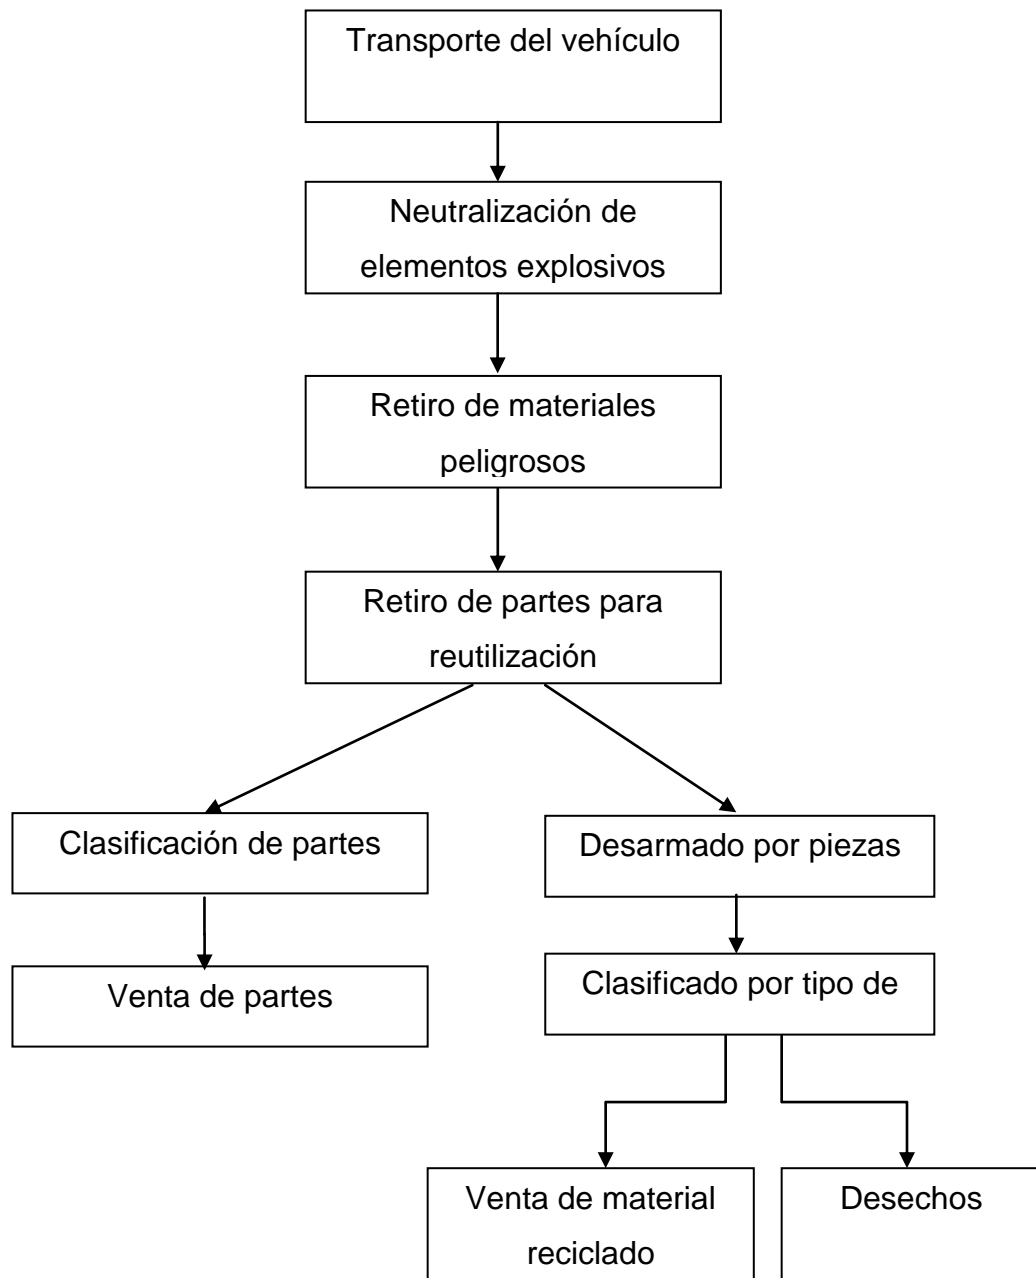 Transporte del vehículo
Neutralización de
elementos explosivos
Retiro de materiales
peligrosos
Retiro de partes para
reutilización
Clasificación de partes
Desarmado por piezas
Venta de partes
Clasificado por tipo de
Venta de material
reciclado
Desechos